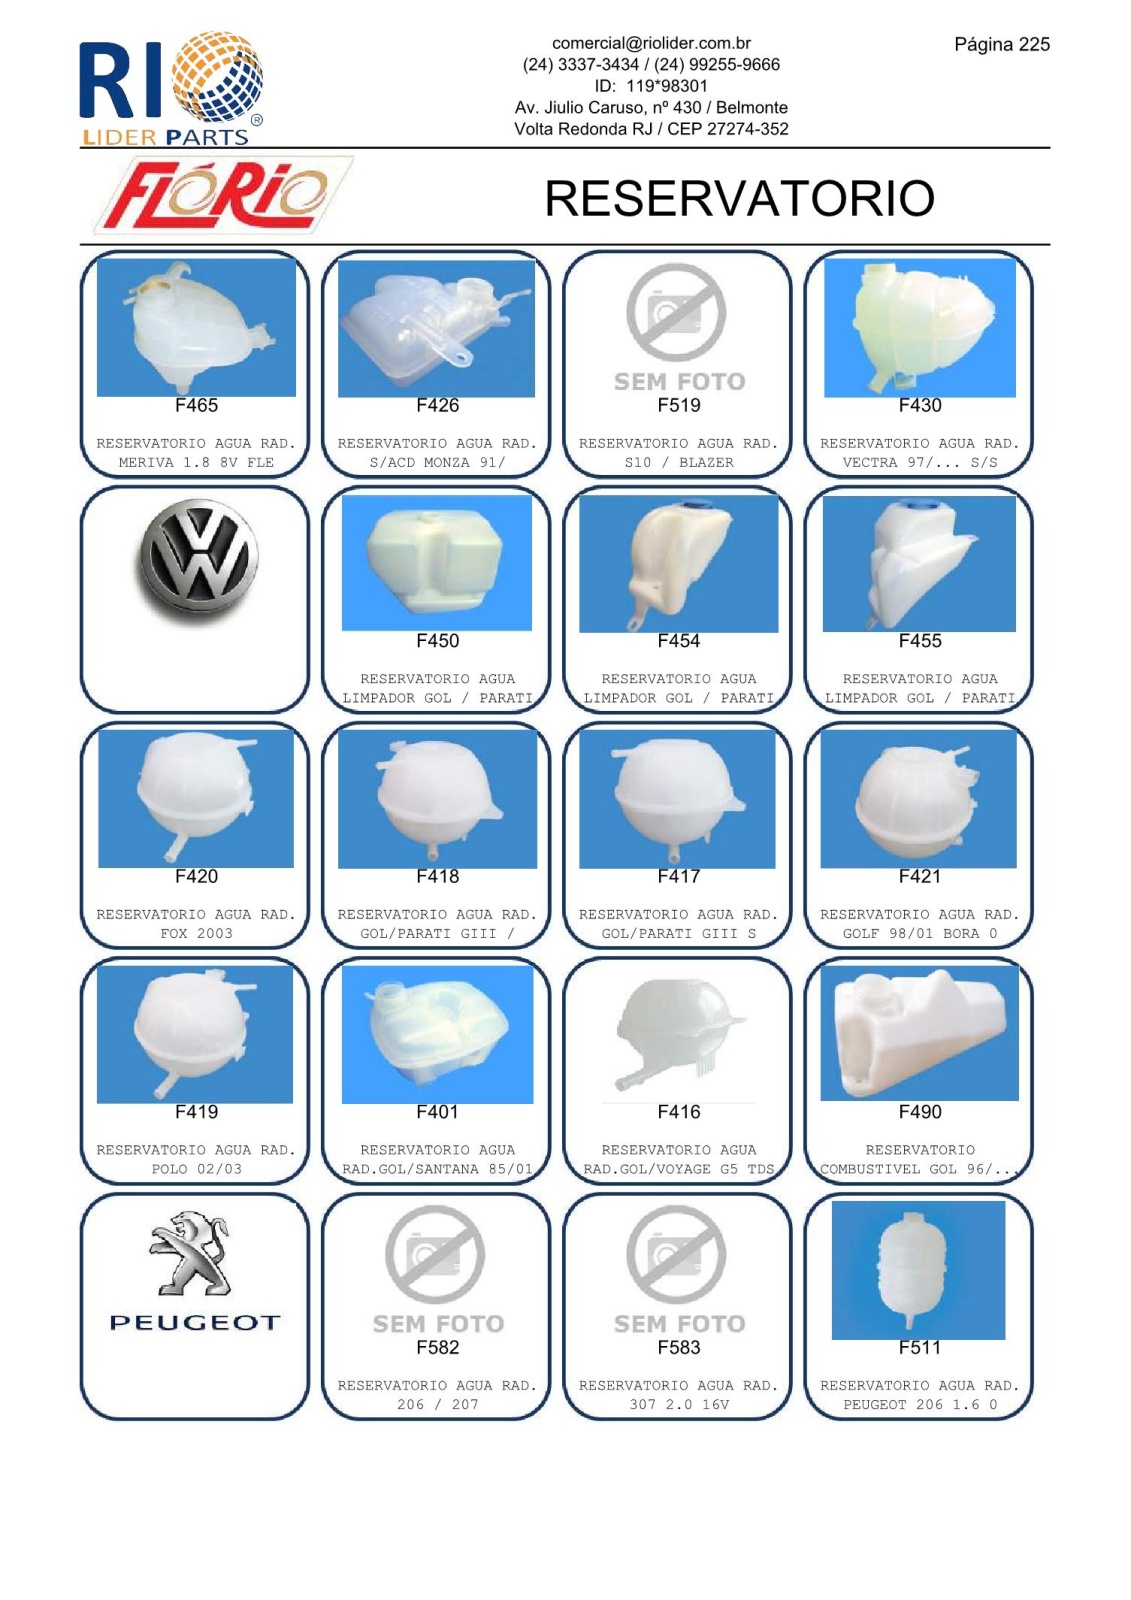 RIO
LIDER PARTS
®
comercial@riolider.com.br
(24) 3337-3434 / (24) 99255-9666
ID: 119*98301
Av. Jiulio Caruso, nº 430 / Belmonte
Volta Redonda RJ / CEP 27274-352
Página 225
FLÓRIO
RESERVATORIO
F465
RESERVATORIO AGUA RAD.
MERIVA 1.8 8V FLE
F426
RESERVATORIO AGUA RAD.
S/ACD MONZA 91/
SEM FOTO
F519
RESERVATORIO AGUA RAD.
S10 / BLAZER
F430
RESERVATORIO AGUA RAD.
VECTRA 97/... S/S
F450
RESERVATORIO AGUA
LIMPADOR GOL / PARATI
F454
RESERVATORIO AGUA
LIMPADOR GOL / PARATI
F455
RESERVATORIO AGUA
LIMPADOR GOL / PARATI
F420
RESERVATORIO AGUA RAD.
FOX 2003
F418
RESERVATORIO AGUA RAD.
GOL/PARATI GIII /
F417
RESERVATORIO AGUA RAD.
GOL/PARATI GIII S
F421
RESERVATORIO AGUA RAD.
GOLF 98/01 BORA 0
F419
RESERVATORIO AGUA RAD.
POLO 02/03
F401
RESERVATORIO AGUA
RAD.GOL/SANTANA 85/01
F416
RESERVATORIO AGUA
RAD.GOL/VOYAGE G5 TDS
F490
RESERVATORIO
COMBUSTIVEL GOL 96/...
PEUGEOT
SEM FOTO
F582
RESERVATORIO AGUA RAD.
206 / 207
SEM FOTO
F583
RESERVATORIO AGUA RAD.
307 2.0 16V
F511
RESERVATORIO AGUA RAD.
PEUGEOT 206 1.6 0